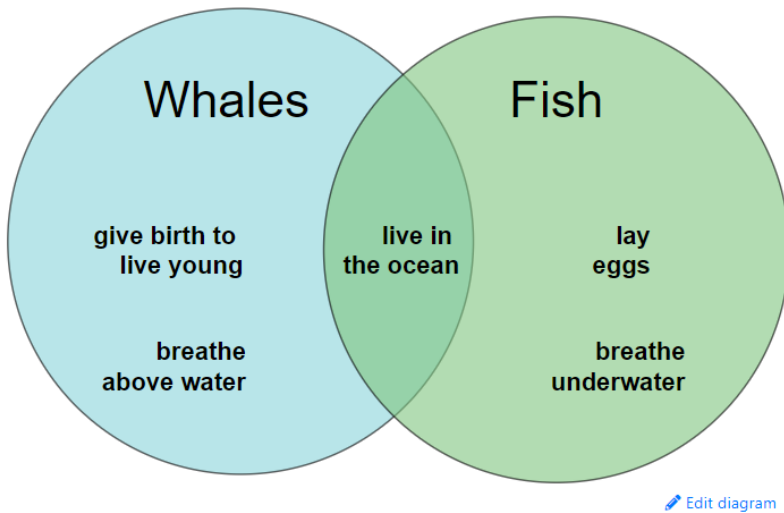 Whales
Fish
give birth to
live young
live in
the ocean
lay
eggs
breathe
above water
breathe
underwater
Edit diagram